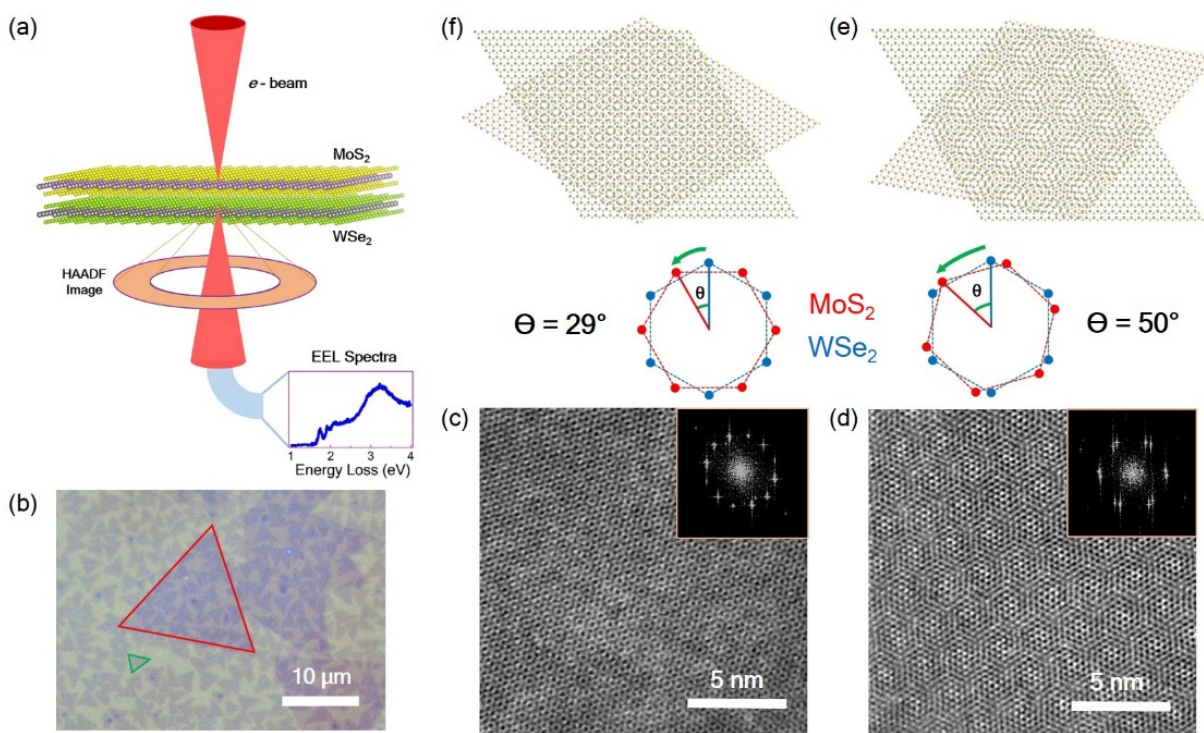 (a)
e - beam
MoS₂
WSe₂
HAADF
Image
EEL Spectra
1 2 3 4
Energy Loss (eV)
(b)
10 µm
(f)
(e)
θ
Ɵ = 29°
MoS₂
WSe₂
θ
Ɵ = 50°
(c)
5 nm
(d)
5 nm